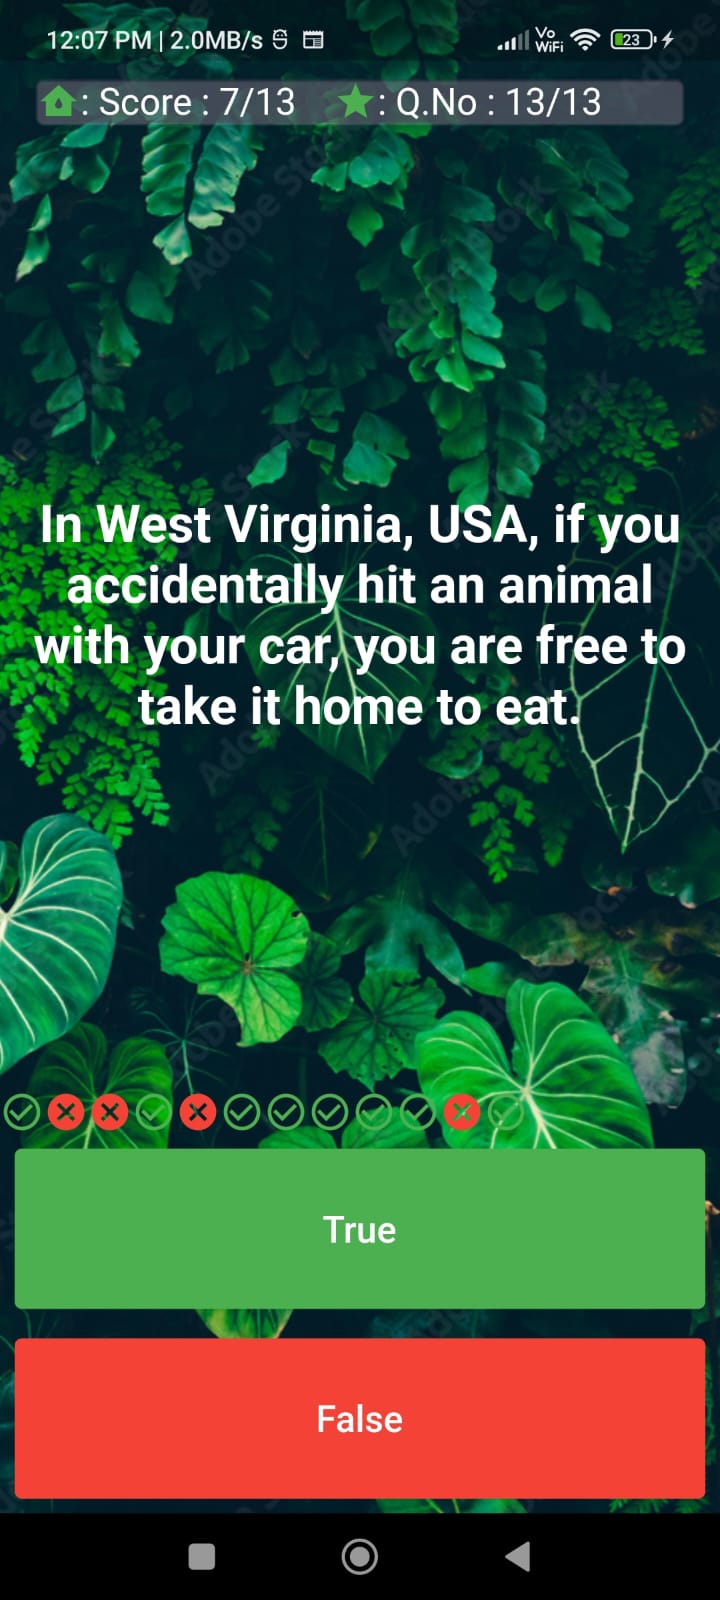 12:07 PM | 2.0MB/s
Vo
WiFi
23
: Score : 7/13
: Q.No : 13/13
Adobe Stock
In West Virginia, USA, if you
accidentally hit an animal
with your car, you are free to
take it home to eat.
True
False